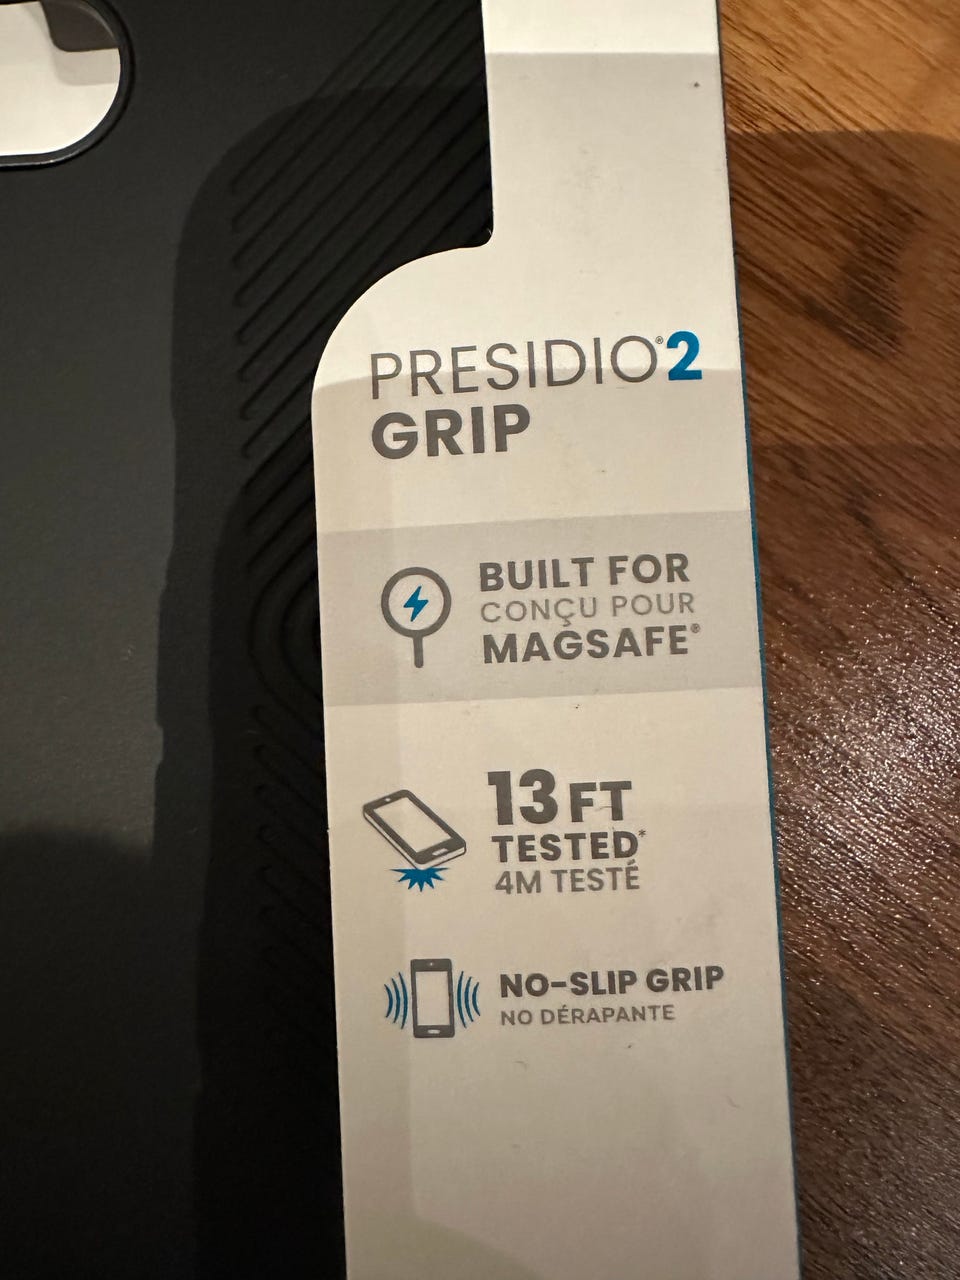 PRESIDIO®2
GRIP
BUILT FOR
CONÇU POUR
MAGSAFE®
13 FT
TESTED*
4M TESTÉ
NO-SLIP GRIP
NO DÉRAPANTE